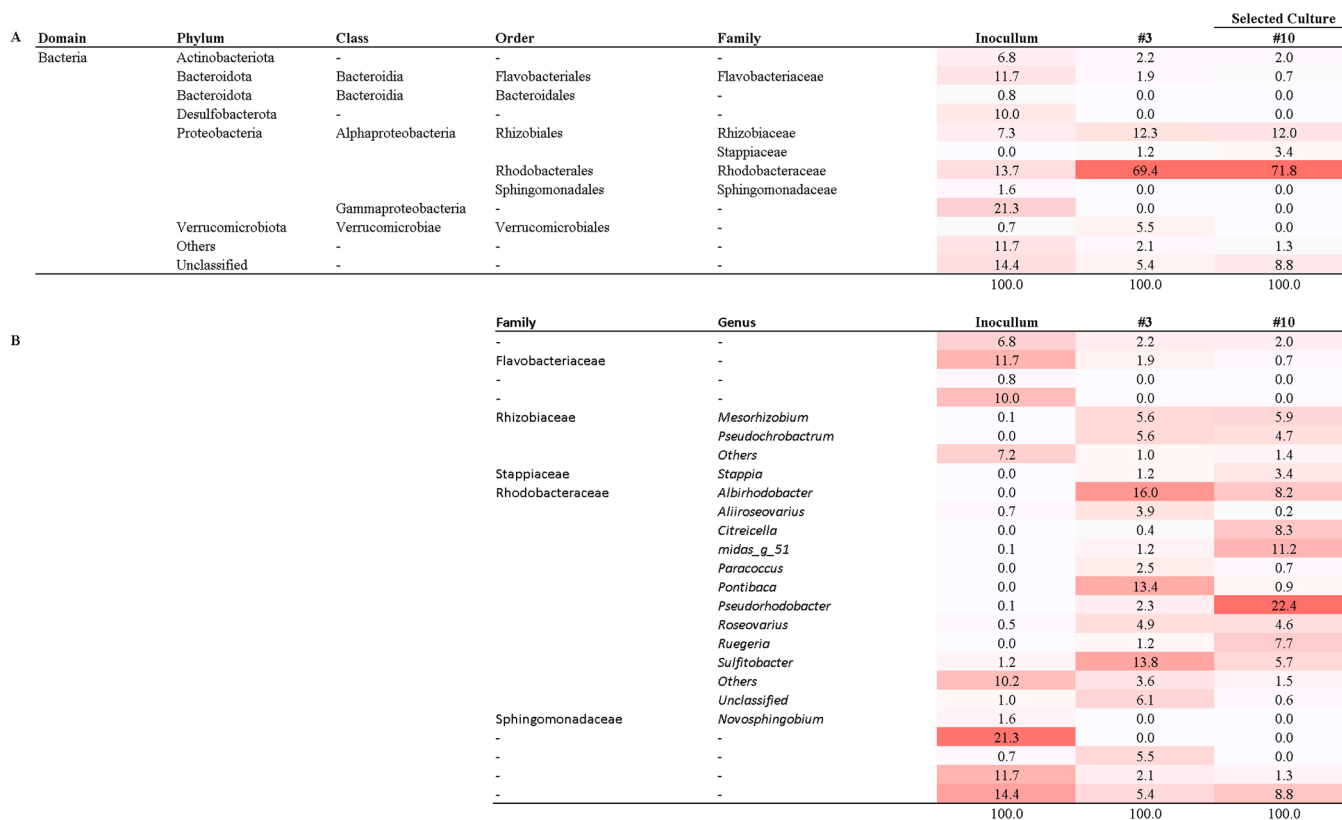 Selected Culture
A Domain Phylum Class Order Family Inocullum #3 #10
Bacteria Actinobacteriota - - - 6.8 2.2 2.0
Bacteroidota Bacteroidia Flavobacteriales Flavobacteriaceae 11.7 1.9 0.7
Bacteroidota Bacteroidia Bacteroidales - 0.8 0.0 0.0
Desulfobacterota - - - 10.0 0.0 0.0
Proteobacteria Alphaproteobacteria Rhizobiales Rhizobiaceae 7.3 12.3 12.0
Stappiaceae 0.0 1.2 3.4
Rhodobacterales Rhodobacteraceae 13.7 69.4 71.8
Sphingomonadales Sphingomonadaceae 1.6 0.0 0.0
Gammaproteobacteria - - 21.3 0.0 0.0
Verrucomicrobiota Verrucomicrobiae Verrucomicrobiales - 0.7 5.5 0.0
Others - - - 11.7 2.1 1.3
Unclassified - - - 14.4 5.4 8.8
100.0 100.0 100.0
Family Genus Inocullum #3 #10
B - - 6.8 2.2 2.0
Flavobacteriaceae - 11.7 1.9 0.7
- - 0.8 0.0 0.0
- - 10.0 0.0 0.0
Rhizobiaceae Mesorhizobium 0.1 5.6 5.9
Pseudochrobactrum 0.0 5.6 4.7
Others 7.2 1.0 1.4
Stappiaceae Stappia 0.0 1.2 3.4
Rhodobacteraceae Albirhodobacter 0.0 16.0 8.2
Aliiroseovarius 0.7 3.9 0.2
Citreicella 0.0 0.4 8.3
midas_g_51 0.1 1.2 11.2
Paracoccus 0.0 2.5 0.7
Pontibaca 0.0 13.4 0.9
Pseudorhodobacter 0.1 2.3 22.4
Roseovarius 0.5 4.9 4.6
Ruegeria 0.0 1.2 7.7
Sulfitobacter 1.2 13.8 5.7
Others 10.2 3.6 1.5
Unclassified 1.0 6.1 0.6
Sphingomonadaceae Novosphingobium 1.6 0.0 0.0
- - 21.3 0.0 0.0
- - 0.7 5.5 0.0
- - 11.7 2.1 1.3
- - 14.4 5.4 8.8
100.0 100.0 100.0